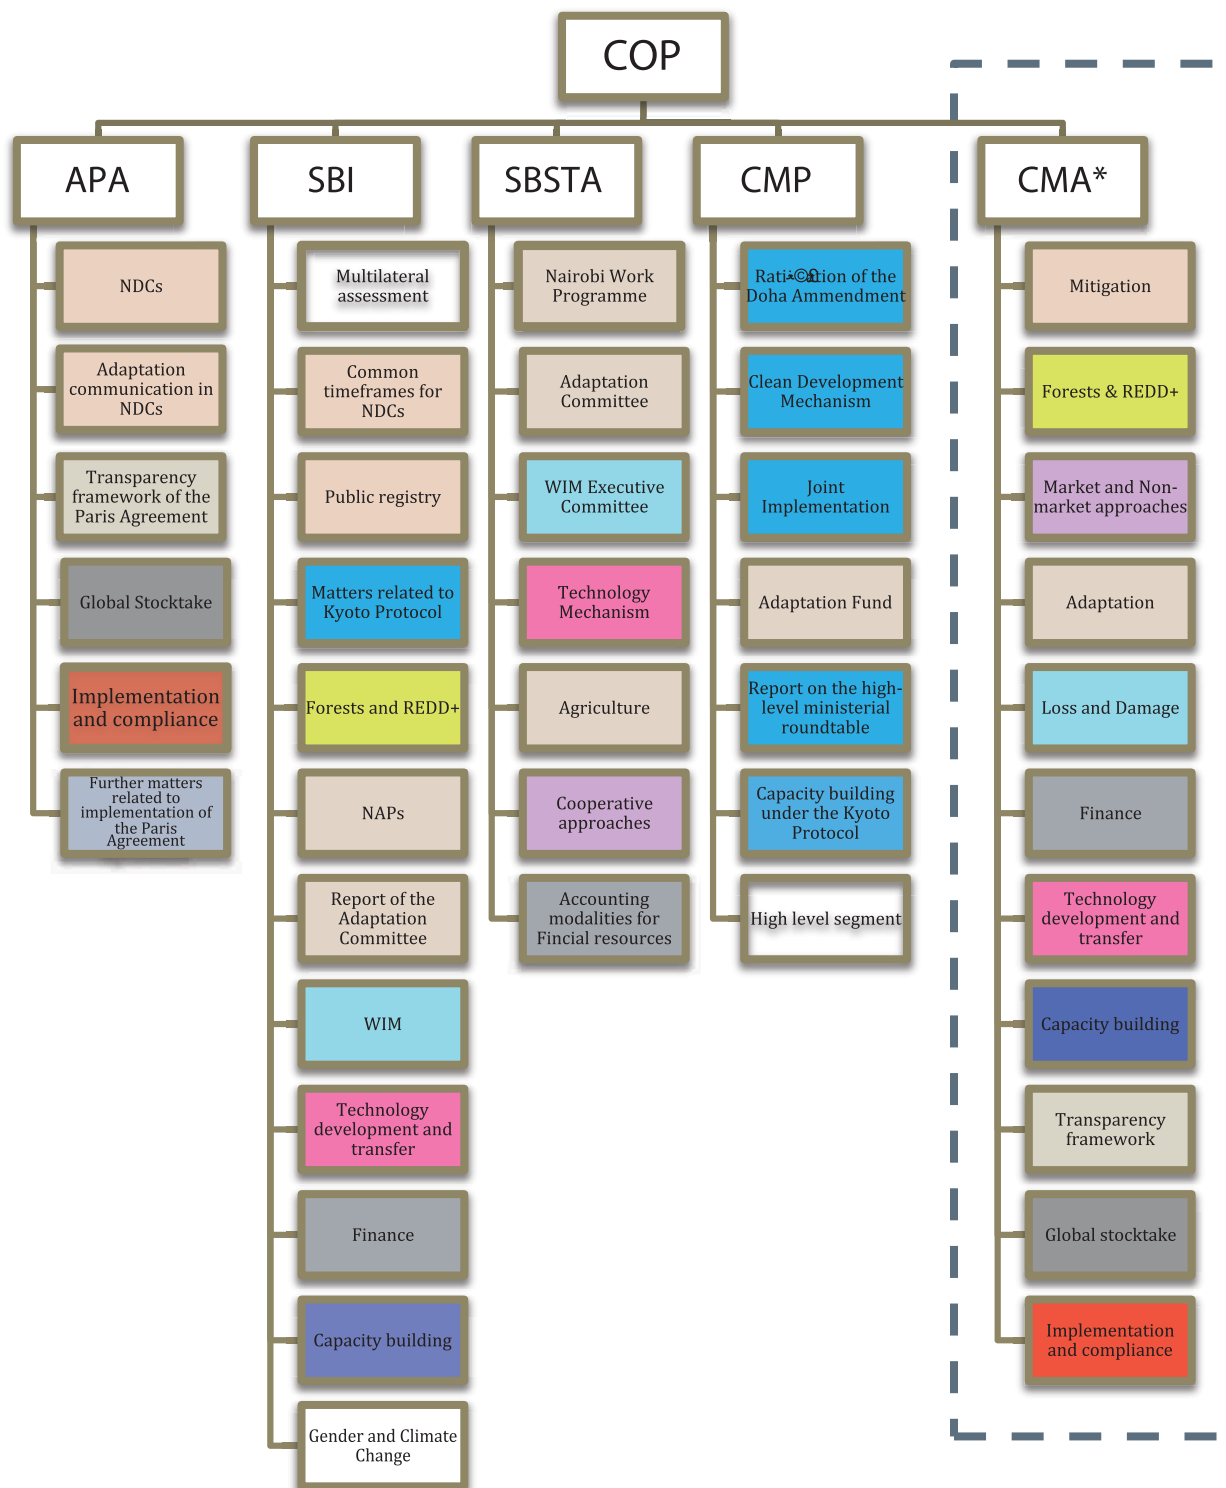 COP
APA
SBI
SBSTA
CMP
CMA*
NDCs
Adaptation
communication in
NDCs
Transparency
framework of the
Paris Agreement
Global Stocktake
Implementation
and compliance
Further matters
related to
implementation of
the Paris
Agreement
Multilateral
assessment
Common
timeframes for
NDCs
Public registry
Matters related to
Kyoto Protocol
Forests and REDD+
NAPs
Report of the
Adaptation
Committee
WIM
Technology
development and
transfer
Finance
Capacity building
Gender and Climate
Change
Nairobi Work
Programme
Adaptation
Committee
WIM Executive
Committee
Technology
Mechanism
Agriculture
Cooperative
approaches
Accounting
modalities for
Fincial resources
of the
Doha Ammendment
Clean Development
Mechanism
Joint
Implementation
Adaptation Fund
Report on the high-
level ministerial
roundtable
Capacity building
under the Kyoto
Protocol
High level segment
Mitigation
Forests & REDD+
Market and Non-
market approaches
Adaptation
Loss and Damage
Finance
Technology
development and
transfer
Capacity building
Transparency
framework
Global stocktake
Implementation
and compliance